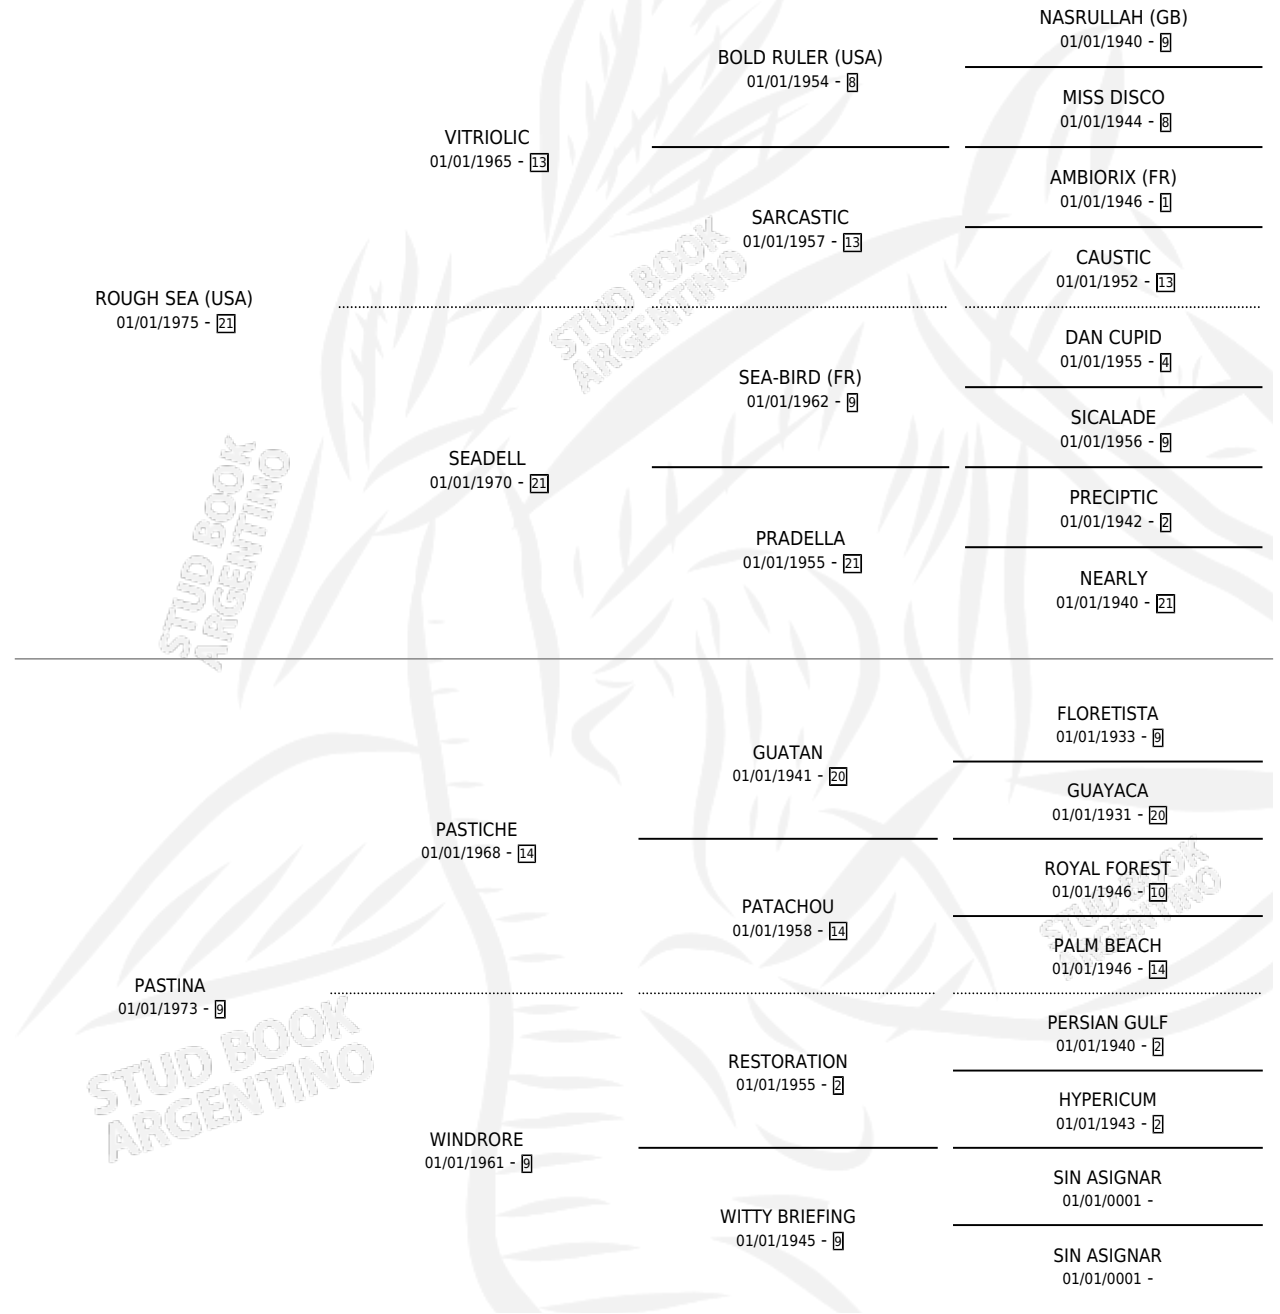 NASRULLAH (GB)
01/01/1940 - 9
BOLD RULER (USA)
01/01/1954 - 8
MISS DISCO
01/01/1944 - 8
VITRIOLIC
01/01/1965 - 13
AMBIORIX (FR)
01/01/1946 - 1
SARCASTIC
01/01/1957 - 13
CAUSTIC
01/01/1952 - 13
ROUGH SEA (USA)
01/01/1975 - 21
DAN CUPID
01/01/1955 - 4
SEA-BIRD (FR)
01/01/1962 - 9
SICALADE
01/01/1956 - 9
SEADELL
01/01/1970 - 21
PRECIPTIC
01/01/1942 - 2
PRADELLA
01/01/1955 - 21
NEARLY
01/01/1940 - 21
STUD BOOK
ARGENTINO
STUD BOOK
ARGENTINO
FLORETISTA
01/01/1933 - 9
GUATAN
01/01/1941 - 20
GUAYACA
01/01/1931 - 20
PASTICHE
01/01/1968 - 14
ROYAL FOREST
01/01/1946 - 10
PATACHOU
01/01/1958 - 14
PALM BEACH
01/01/1946 - 14
STUD BOOK
ARGENTINO
PASTINA
01/01/1973 - 9
PERSIAN GULF
01/01/1940 - 2
RESTORATION
01/01/1955 - 2
HYPERICUM
01/01/1943 - 2
WINDRORE
01/01/1961 - 9
SIN ASIGNAR
01/01/0001 -
WITTY BRIEFING
01/01/1945 - 9
SIN ASIGNAR
01/01/0001 -
STUD BOOK
ARGENTINO